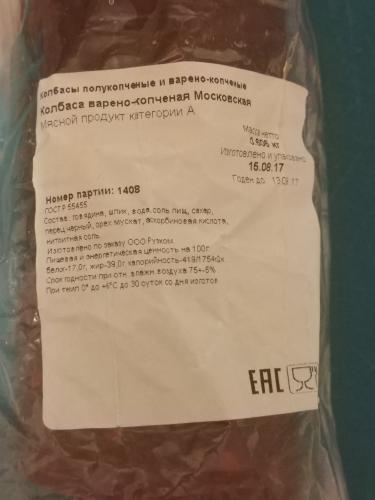 Колбасы полукопченые и варено-копченые
Колбаса варено-копченая Московская
Мясной продукт категории А
Масса нетто
кг
Изготовлено и упаковано
15.08.17
Годен до 13.09.17
Номер партии: 1408
ГОСТ Р 55455
Состав: говядина, шпик, вода, соль пищ, сахар,
перец черный, орех мускат, аскорбиновая кислота,
нитритная соль.
Изготовлено по заказу ООО Рузком
Пищевая и энергетическая ценность на 100г:
белок-17,0г, жир-39,0г, калорийность-419/1754кДж
Срок годности при отн. влажн.воздуха 75+-5%
При темп 0° до +6°С до 30 суток со дня изготов
ЕАС